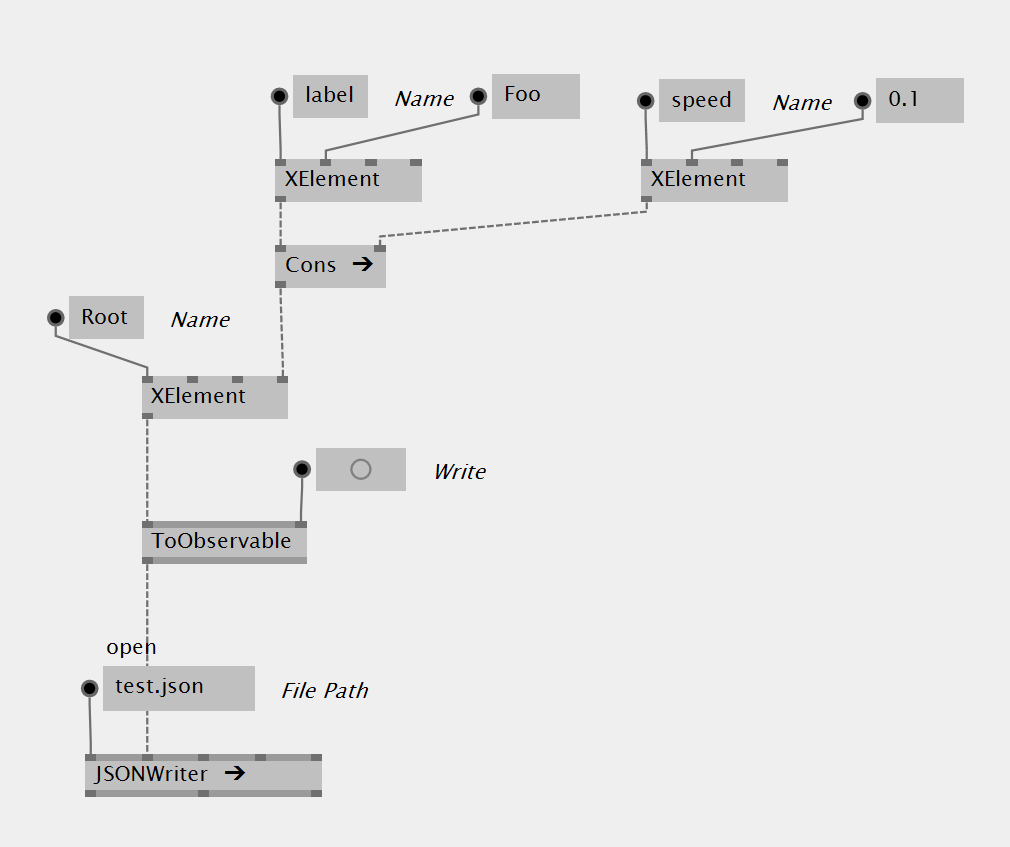 label
Name
Foo
speed
Name
0.1
XElement
XElement
Cons ➔
Root
Name
XElement
Write
ToObservable
open
test.json
File Path
JSONWriter ➔